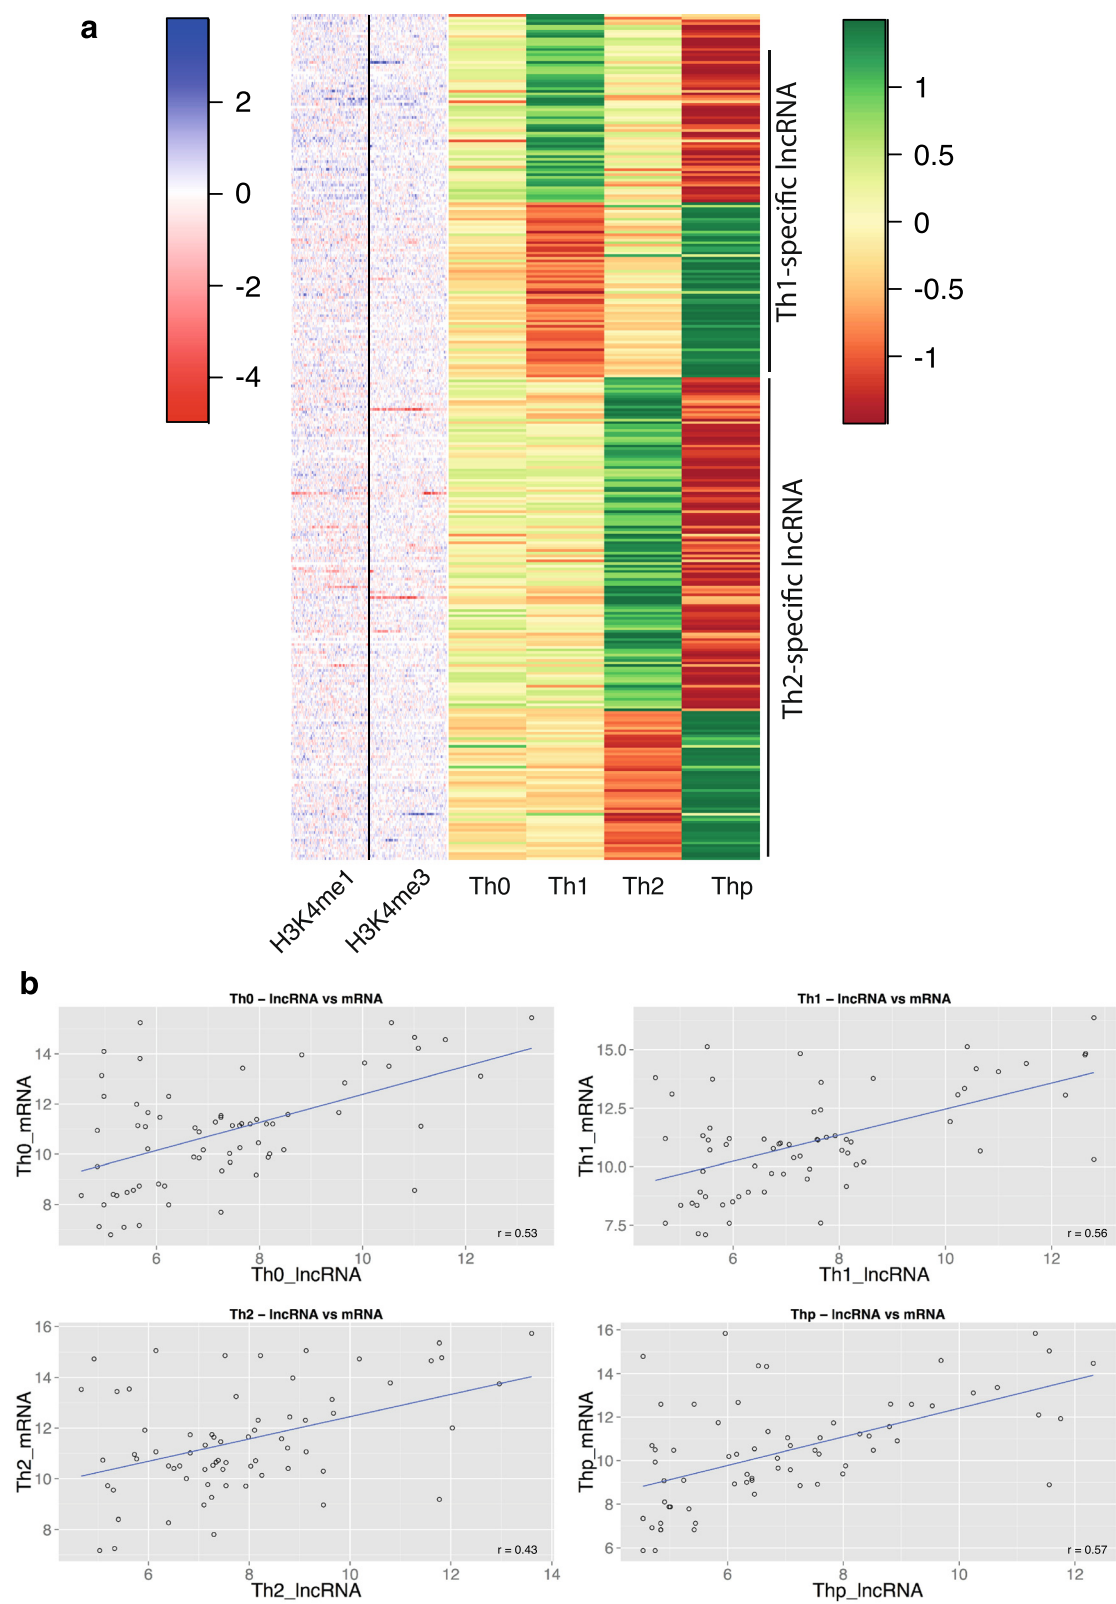 a
2
0
-2
-4
1
0.5
0
-0.5
-1
Th1-specific lncRNA
Th2-specific lncRNA
H3K4me1
H3K4me3
Th0
Th1
Th2
Thp
b
Th0 – lncRNA vs mRNA
Th0_mRNA
14
12
10
8
6
8
10
12
r = 0.53
Th0_lncRNA
Th1 – lncRNA vs mRNA
Th1_mRNA
15.0
12.5
10.0
7.5
6
8
10
12
r = 0.56
Th1_lncRNA
Th2 – lncRNA vs mRNA
Th2_mRNA
16
14
12
10
8
6
8
10
12
14
r = 0.43
Th2_lncRNA
Thp – lncRNA vs mRNA
Thp_mRNA
16
14
12
10
8
6
6
8
10
12
r = 0.57
Thp_lncRNA